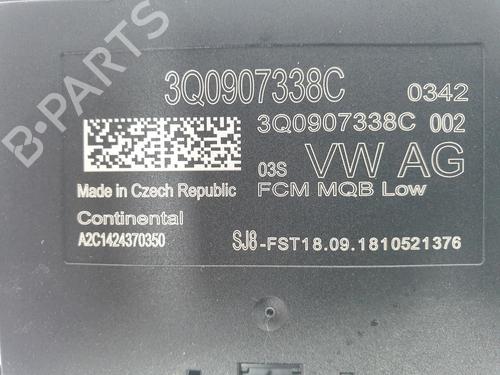 3Q0907338C 0342
3Q0907338C 002
03S VW AG
Made in Czech Republic FCM MQB Low
Continental
A2C1424370350 SJ8-FST18.09.1810521376
B-PARTS